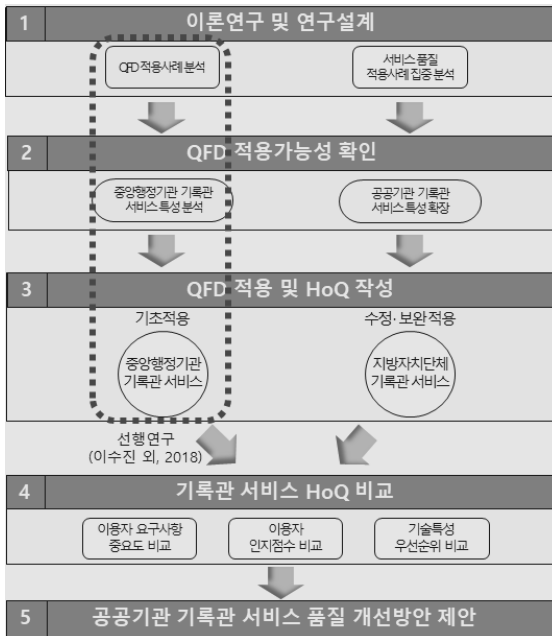 1 이론연구 및 연구설계
QFD 적용사례 분석
서비스 품질
적용사례 집중 분석
2 QFD 적용가능성 확인
중앙행정기관 기록관
서비스 특성 분석
공공기관 기록관
서비스 특성 확장
3 QFD 적용 및 HoQ 작성
기초적용
중앙행정기관
기록관 서비스
수정·보완 적용
지방자치단체
기록관 서비스
선행연구
(이수진 외, 2018)
4 기록관 서비스 HoQ 비교
이용자 요구사항
중요도 비교
이용자
인지점수 비교
기술특성
우선순위 비교
5 공공기관 기록관 서비스 품질 개선방안 제안